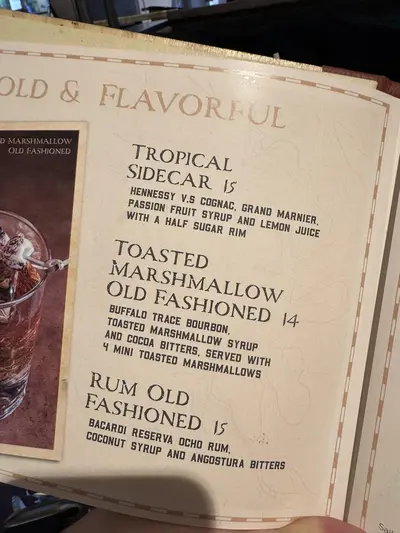 OLD & FLAVORFUL
D MARSHMALLOW
OLD FASHIONED
TROPICAL
SIDECAR 15
HENNESSY V.S COGNAC, GRAND MARNIER,
PASSION FRUIT SYRUP AND LEMON JUICE
WITH A HALF SUGAR RIM
TOASTED
MARSHMALLOW
OLD FASHIONED 14
BUFFALO TRACE BOURBON,
TOASTED MARSHMALLOW SYRUP
AND COCOA BITTERS, SERVED WITH
4 MINI TOASTED MARSHMALLOWS
RUM OLD
FASHIONED 15
BACARDI RESERVA OCHO RUM,
COCONUT SYRUP AND ANGOSTURA BITTERS